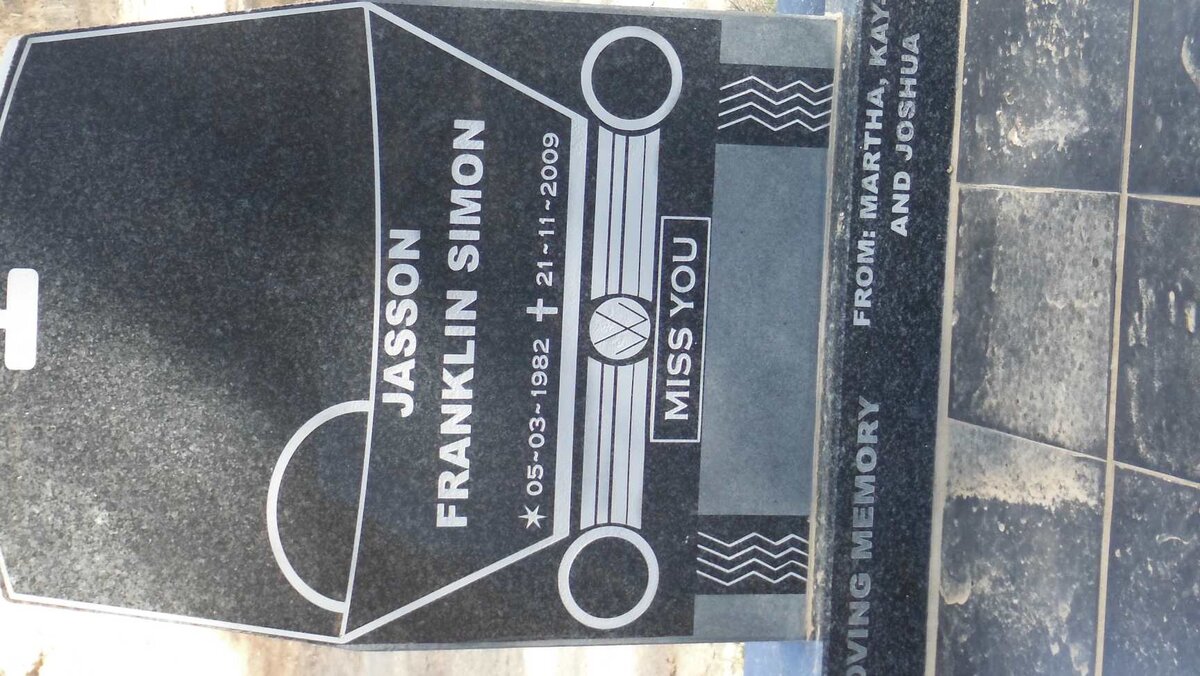 JASSON
FRANKLIN SIMON
✶ 05~03~1982 ✝ 21~11~2009
MISS YOU
OVING MEMORY FROM: MARTHA, KAY-
AND JOSHUA